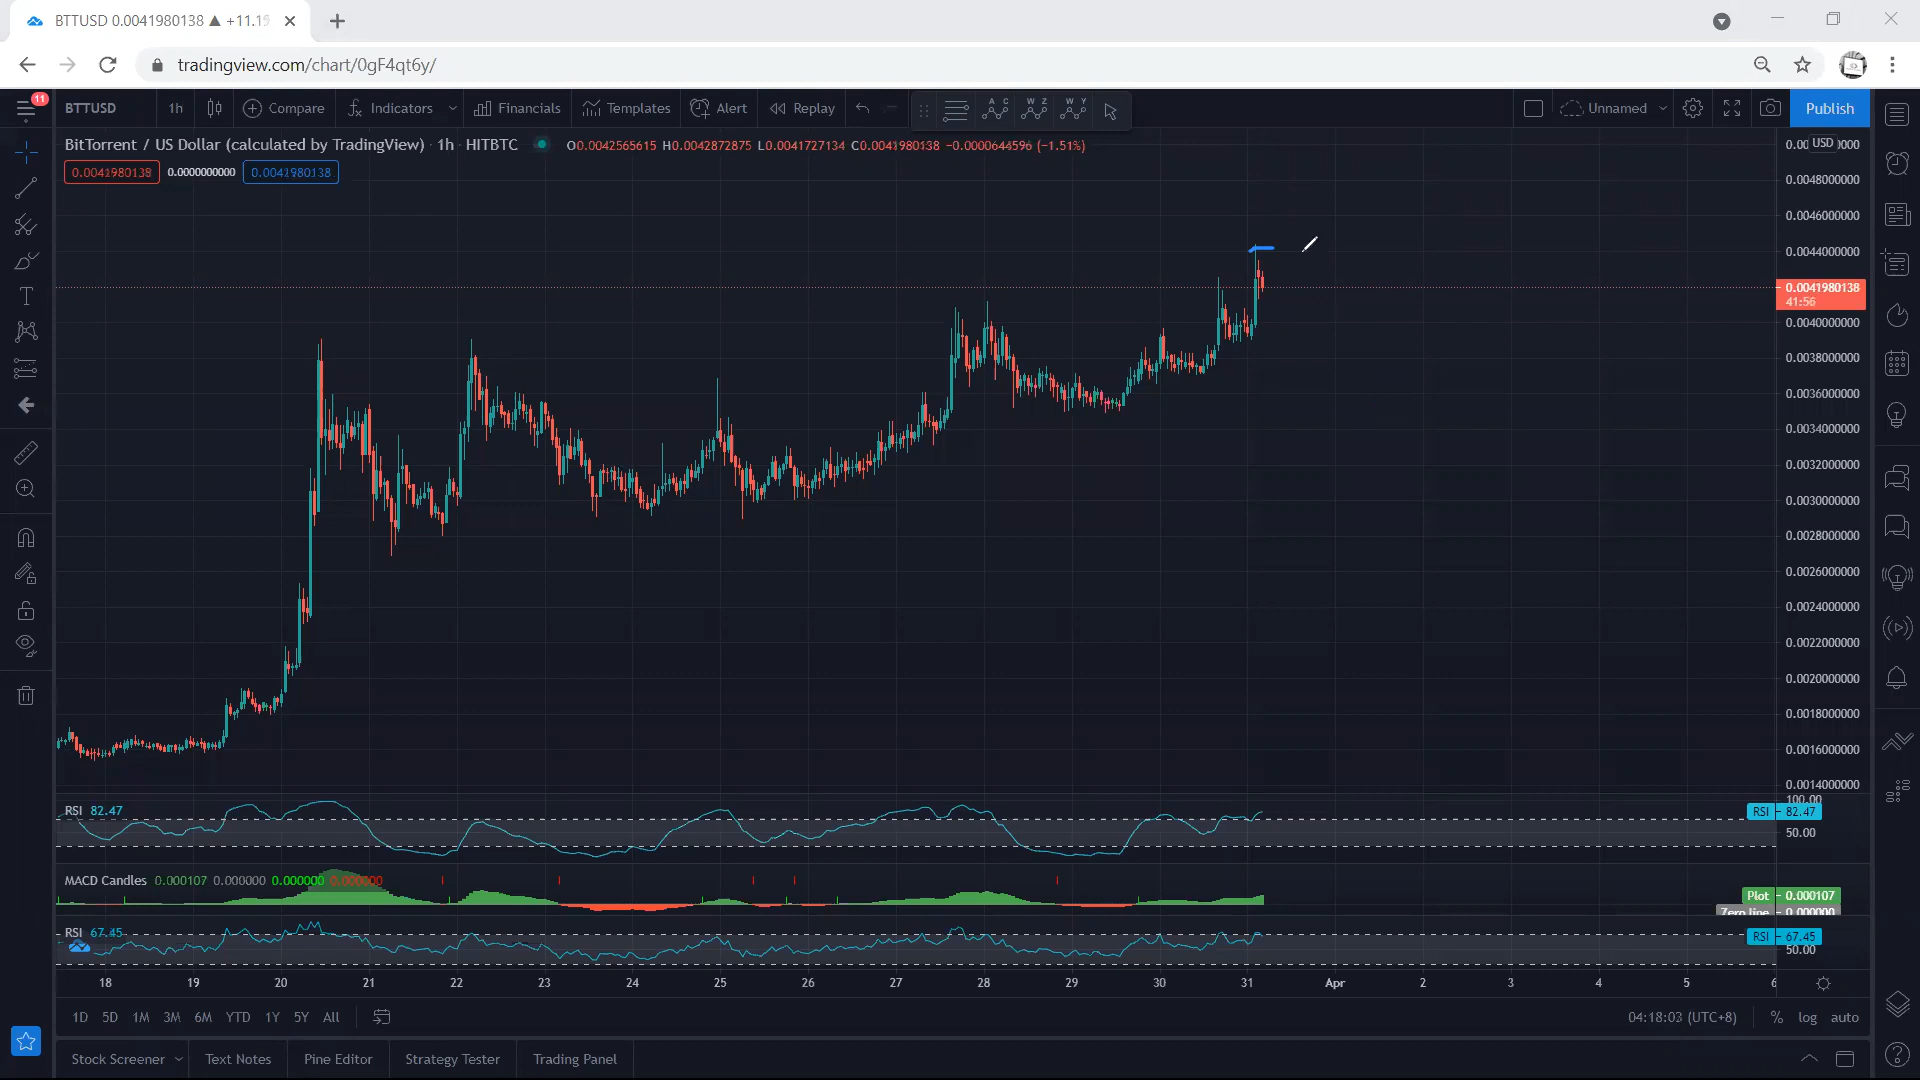 BTTUSD 0.0041980138 ▲ +11.15
tradingview.com/chart/0gF4qt6y/
11
BTTUSD 1h Compare Indicators Financials Templates Alert Replay A C W Z W Y Unnamed Publish
BitTorrent / US Dollar (calculated by TradingView) · 1h · HITBTC O0.0042565615 H0.0042872875 L0.0041727134 C0.0041980138 −0.0000644596 (−1.51%)
0.0041980138 0.0000000000 0.0041980138
USD
0.0048000000
0.0046000000
0.0044000000
0.0041980138
41:56
0.0040000000
0.0038000000
0.0036000000
0.0034000000
0.0032000000
0.0030000000
0.0028000000
0.0026000000
0.0024000000
0.0022000000
0.0020000000
0.0018000000
0.0016000000
0.0014000000
100.00
RSI 82.47 RSI 82.47
50.00
MACD Candles 0.000107 0.000000 0.000000 0.000000
Plot 0.000107
Zero line 0.000000
RSI 67.45 RSI 67.45
50.00
18 19 20 21 22 23 24 25 26 27 28 29 30 31 Apr 2 3 4 5 6
1D 5D 1M 3M 6M YTD 1Y 5Y All 04:18:03 (UTC+8) % log auto
Stock Screener Text Notes Pine Editor Strategy Tester Trading Panel